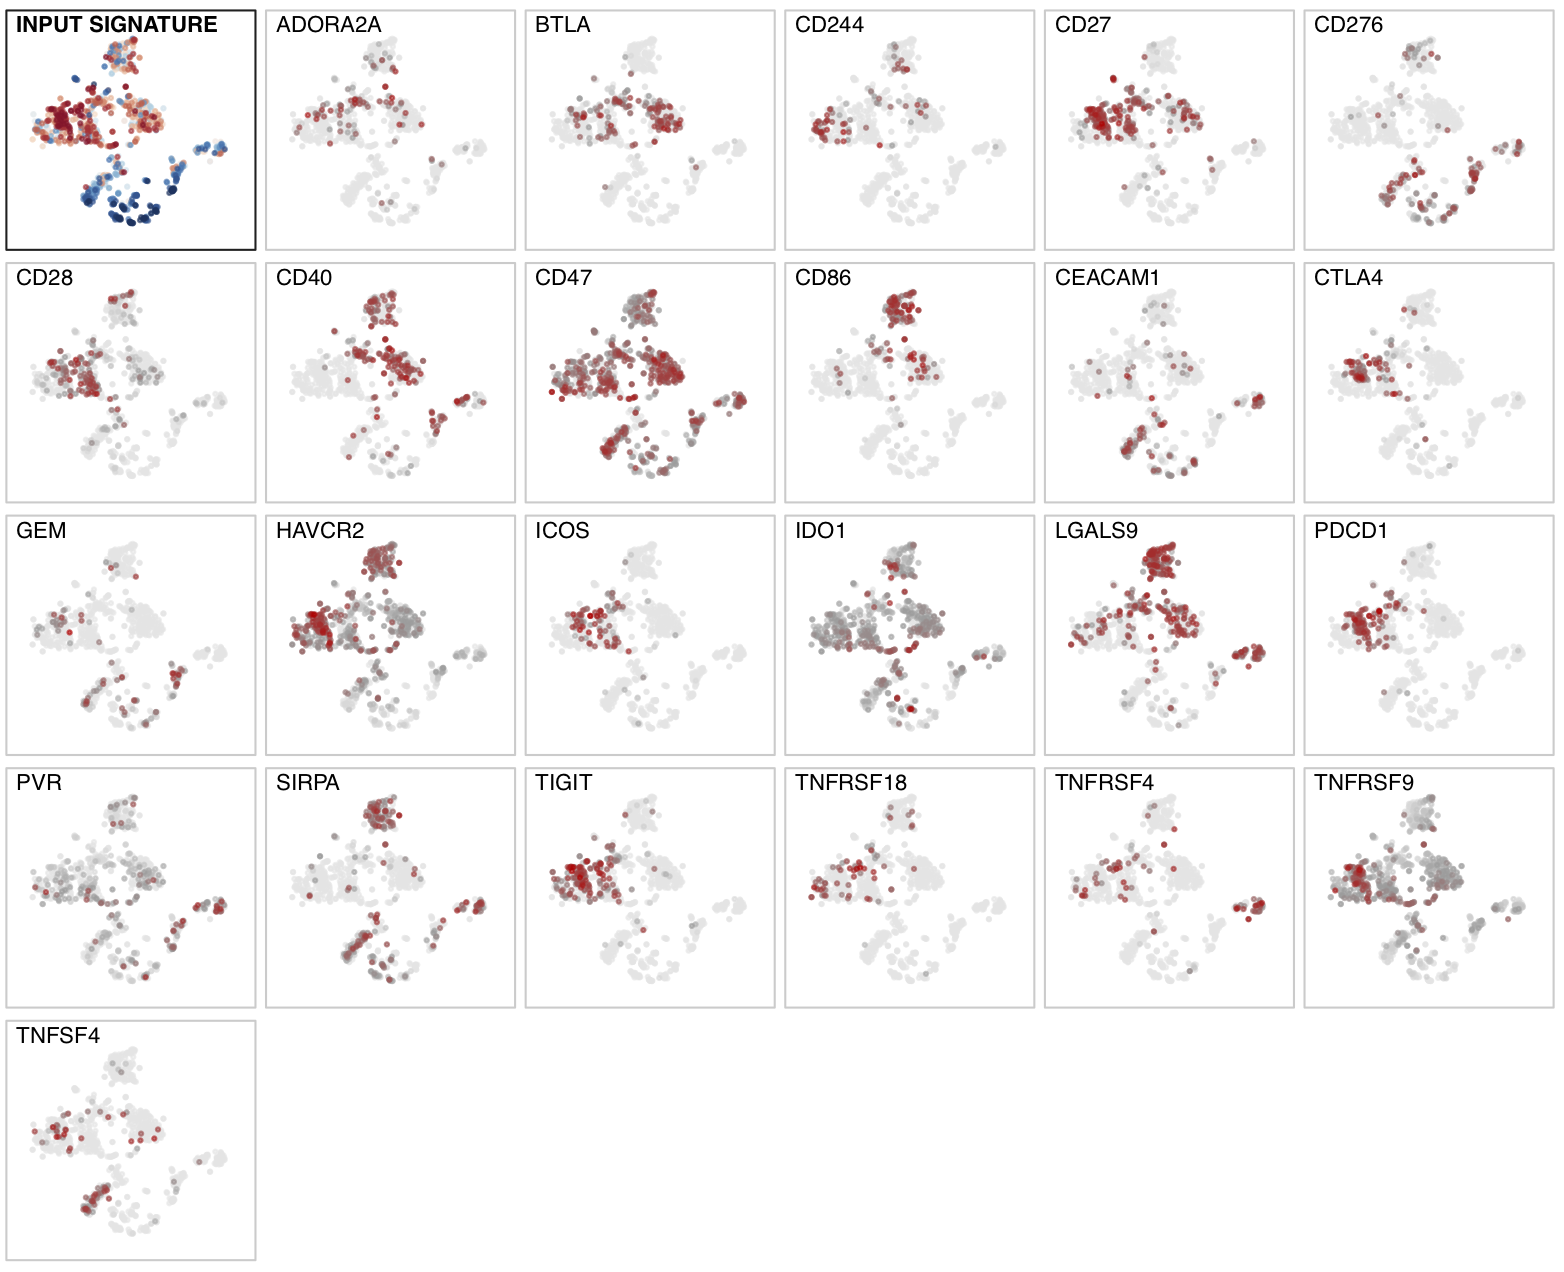 INPUT SIGNATURE
ADORA2A
BTLA
CD244
CD27
CD276
CD28
CD40
CD47
CD86
CEACAM1
CTLA4
GEM
HAVCR2
ICOS
IDO1
LGALS9
PDCD1
PVR
SIRPA
TIGIT
TNFRSF18
TNFRSF4
TNFRSF9
TNFSF4